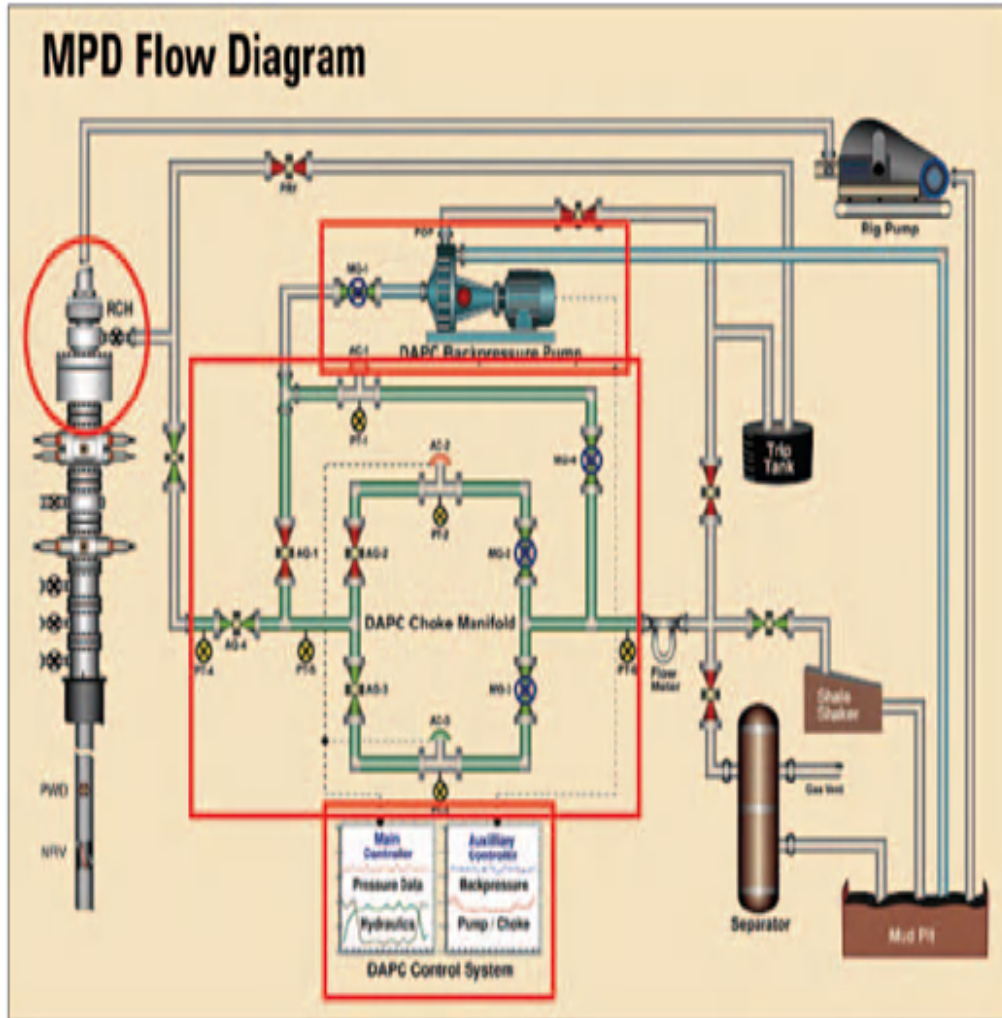 MPD Flow Diagram
Rig Pump
PRF
POP
RCH
MG-1
DAPC Backpressure Pump
AC-1
PT-1
Trip
Tank
AC-2
MG-4
PT-2
AG-1
AG-2
MG-2
DAPC Choke Manifold
PT-4
AG-4
PT-5
PT-6
Flow
Meter
AG-3
MG-3
AC-3
Shale
Shaker
PWD
Gas Vent
NRV
Main
Controller
Pressure Data
Hydraulics
Auxiliary
Controller
Backpressure
Pump / Choke
Separator
Mud Pit
DAPC Control System